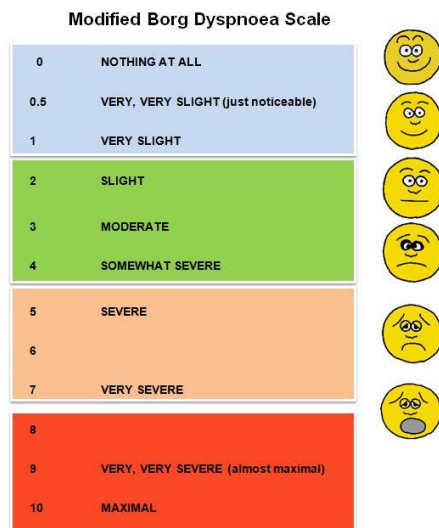 Modified Borg Dyspnoea Scale
0 NOTHING AT ALL
0.5 VERY, VERY SLIGHT (just noticeable)
1 VERY SLIGHT
2 SLIGHT
3 MODERATE
4 SOMEWHAT SEVERE
5 SEVERE
6
7 VERY SEVERE
8
9 VERY, VERY SEVERE (almost maximal)
10 MAXIMAL